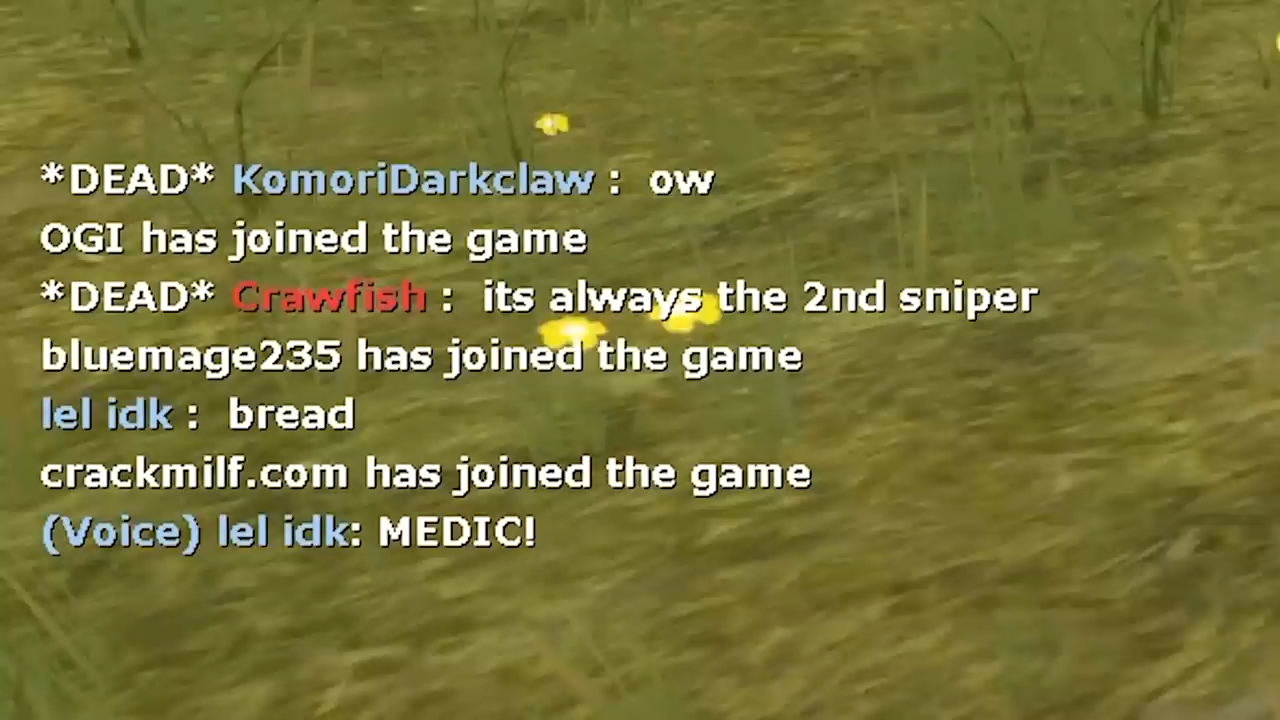 *DEAD* KomoriDarkclaw :  ow
OGI has joined the game
*DEAD* Crawfish :  its always the 2nd sniper
bluemage235 has joined the game
lel idk :  bread
crackmilf.com has joined the game
(Voice) lel idk: MEDIC!